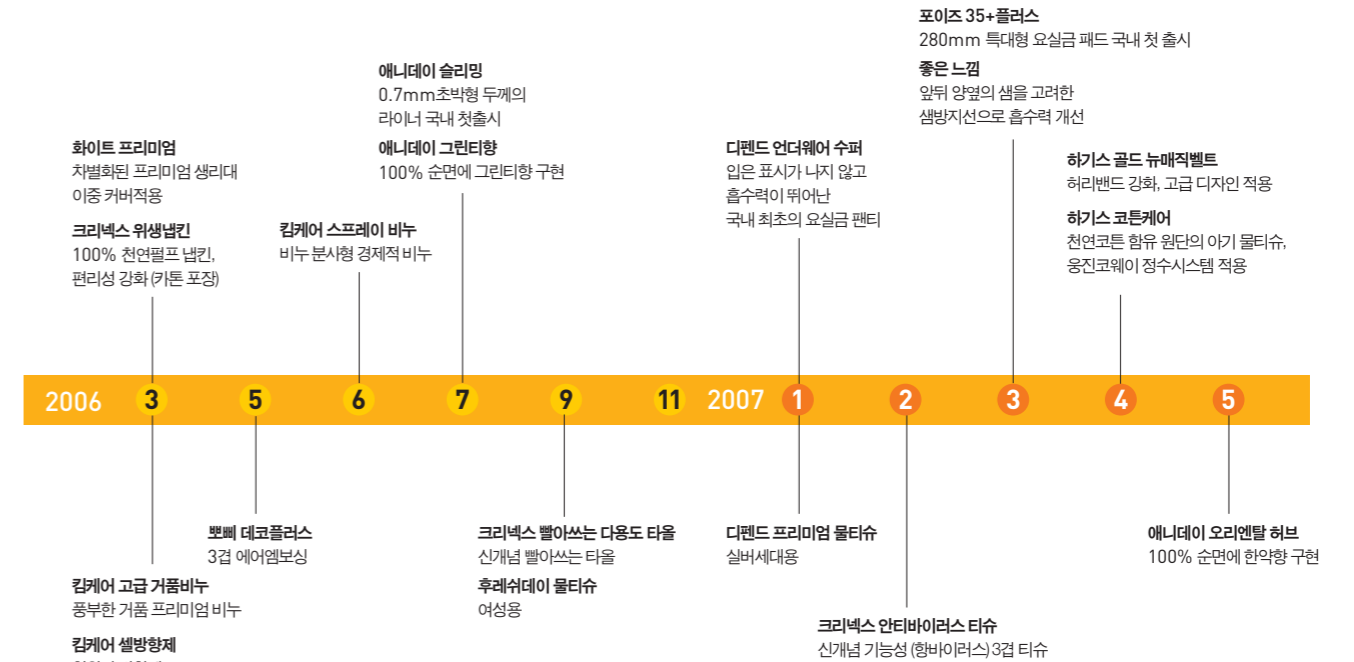 포이즈 35+플러스
280mm 특대형 요실금 패드 국내 첫 출시
좋은 느낌
앞뒤 양옆의 샘을 고려한
샘방지선으로 흡수력 개선
애니데이 슬리밍
0.7mm초박형 두께의
라이너 국내 첫출시
애니데이 그린티향
100% 순면에 그린티향 구현
화이트 프리미엄
차별화된 프리미엄 생리대
이중 커버적용
크리넥스 위생냅킨
100% 천연펄프 냅킨,
편리성 강화 (카톤 포장)
킴케어 스프레이 비누
비누 분사형 경제적 비누
디펜드 언더웨어 수퍼
입은 표시가 나지 않고
흡수력이 뛰어난
국내 최초의 요실금 팬티
하기스 골드 뉴매직벨트
허리밴드 강화, 고급 디자인 적용
하기스 코튼케어
천연코튼 함유 원단의 아기 물티슈,
웅진코웨이 정수시스템 적용
2006 3 5 6 7 9 11 2007 1 2 3 4 5
뽀삐 데코플러스
3겹 에어엠보싱
킴케어 고급 거품비누
풍부한 거품 프리미엄 비누
킴케어 셀방향제
크리넥스 빨아쓰는 다용도 타올
신개념 빨아쓰는 타올
후레쉬데이 물티슈
여성용
디펜드 프리미엄 물티슈
실버세대용
크리넥스 안티바이러스 티슈
신개념 기능성 (항바이러스) 3겹 티슈
애니데이 오리엔탈 허브
100% 순면에 한약향 구현